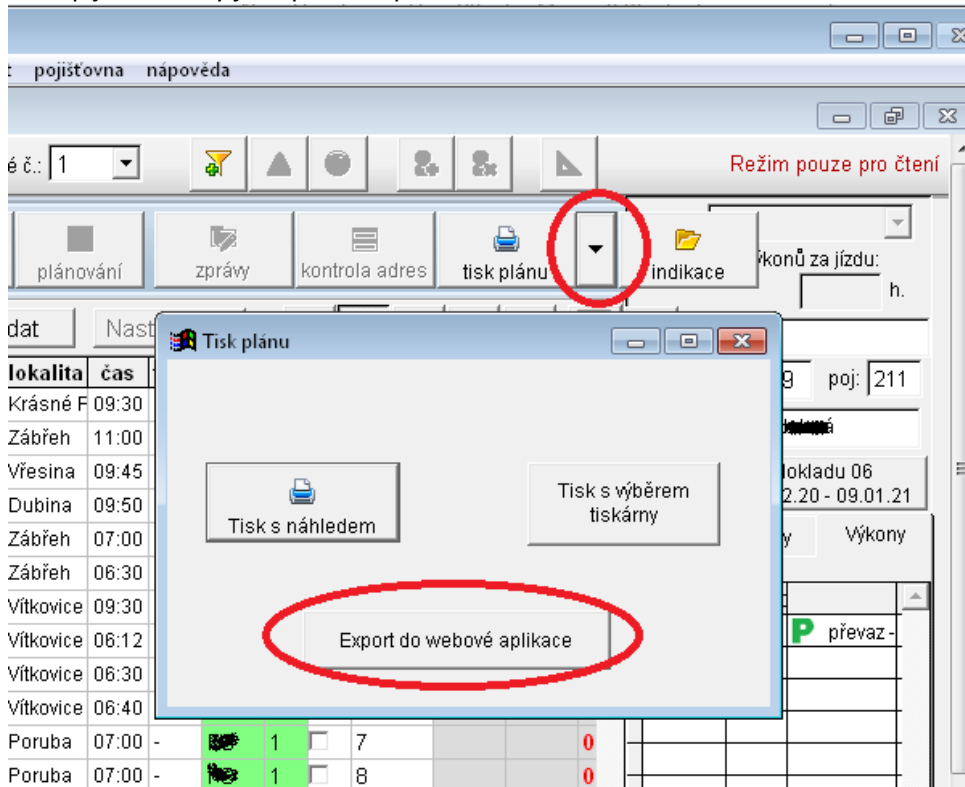 pojišťovna nápověda
é č.: 1
Režim pouze pro čtení
plánování zprávy kontrola adres tisk plánu indikace
ýkonů za jízdu:
h.
dat Nast
Tisk plánu
lokalita čas
9 poj: 211
Krásné P 09:30
Zábřeh 11:00
Vřesina 09:45
dokladu 06
Dubina 09:50
2.20 - 09.01.21
Tisk s náhledem
Tisk s výběrem
tiskárny
Zábřeh 07:00
y Výkony
Zábřeh 06:30
Vítkovice 09:30
Export do webové aplikace
Vítkovice 06:12
P převaz -
Vítkovice 06:30
Vítkovice 06:40
Poruba 07:00 - 1 7 0
Poruba 07:00 - 1 8 0